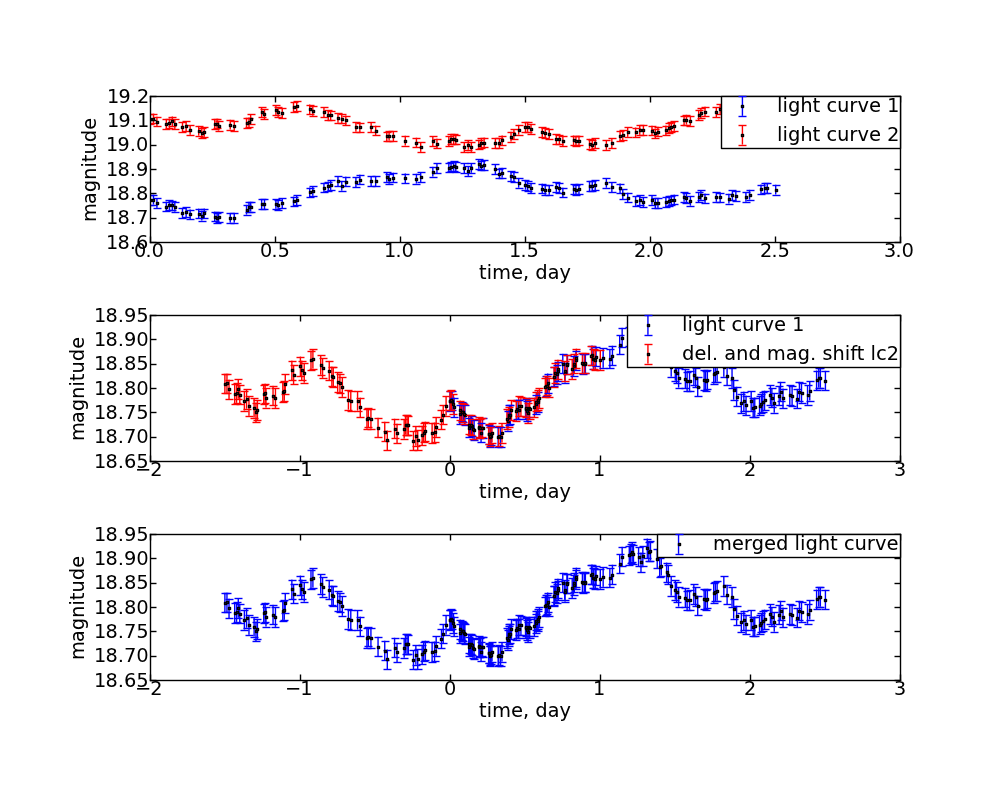 19.2
19.1
19.0
18.9
18.8
18.7
18.6
magnitude
light curve 1
light curve 2
0.0 0.5 1.0 1.5 2.0 2.5 3.0
time, day
18.95
18.90
18.85
18.80
18.75
18.70
18.65
magnitude
light curve 1
del. and mag. shift lc2
−2 −1 0 1 2 3
time, day
18.95
18.90
18.85
18.80
18.75
18.70
18.65
magnitude
merged light curve
−2 −1 0 1 2 3
time, day